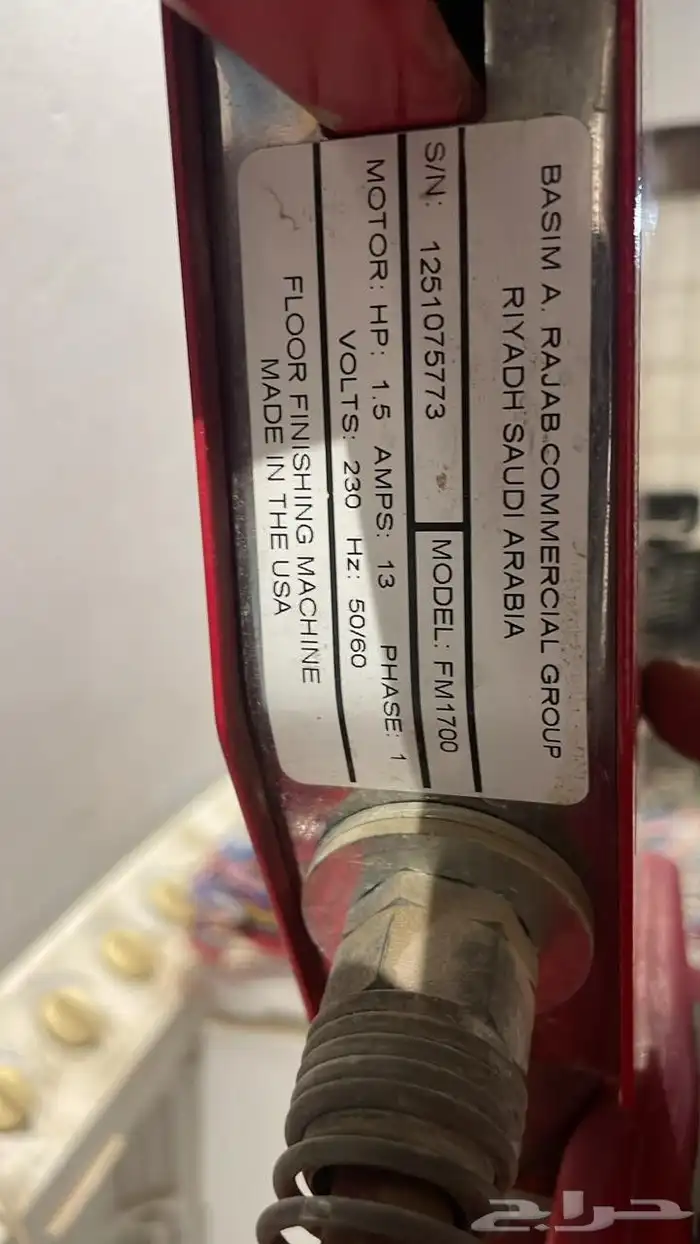 BASIM A. RAJAB COMMERCIAL GROUP
RIYADH SAUDI ARABIA
S/N: 1251075773 MODEL: FM1700
MOTOR: HP: 1.5 AMPS: 13 PHASE: 1
VOLTS: 230 Hz: 50/60
FLOOR FINISHING MACHINE
MADE IN THE USA
حراج